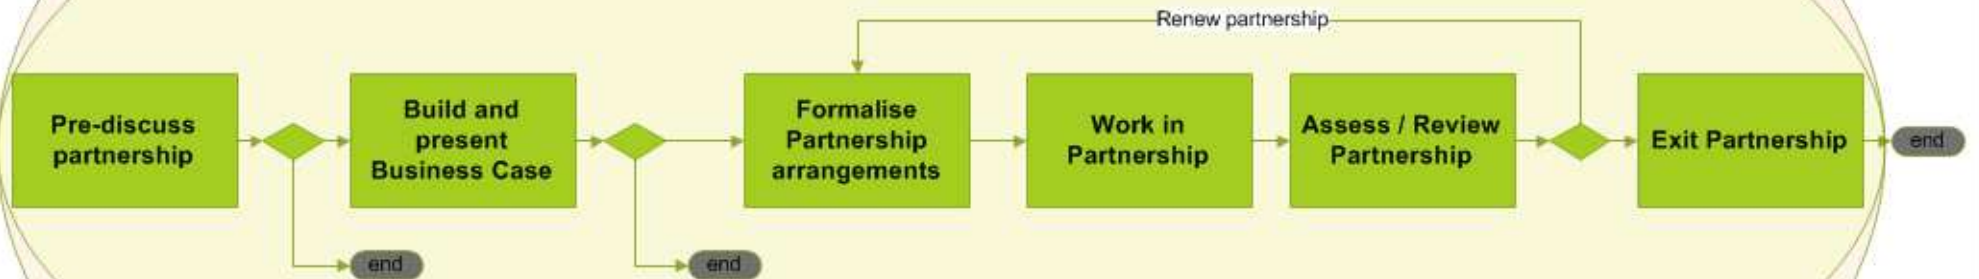 Renew partnership
Pre-discuss
partnership
Build and
present
Business Case
Formalise
Partnership
arrangements
Work in
Partnership
Assess / Review
Partnership
Exit Partnership
end
end
end